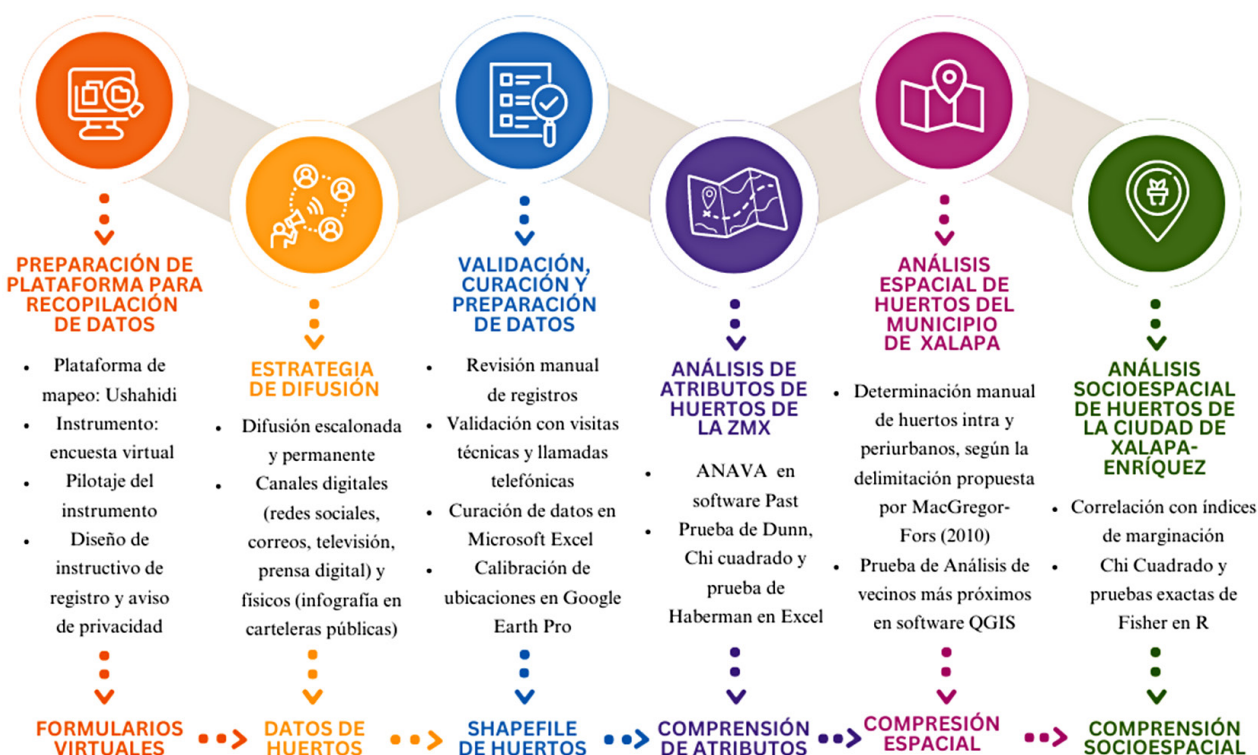 PREPARACIÓN DE
PLATAFORMA PARA
RECOPILACIÓN
DE DATOS
• Plataforma de
mapeo: Ushahidi
• Instrumento:
encuesta virtual
• Pilotaje del
instrumento
• Diseño de
instructivo de
registro y aviso
de privacidad
FORMULARIOS
VIRTUALES
ESTRATEGIA
DE DIFUSIÓN
• Difusión escalonada
y permanente
• Canales digitales
(redes sociales,
correos, televisión,
prensa digital) y
físicos (infografía en
carteleras públicas)
DATOS DE
HUERTOS
VALIDACIÓN,
CURACIÓN Y
PREPARACIÓN
DE DATOS
• Revisión manual
de registros
• Validación con visitas
técnicas y llamadas
telefónicas
• Curación de datos en
Microsoft Excel
• Calibración de
ubicaciones en Google
Earth Pro
SHAPEFILE
DE HUERTOS
ANÁLISIS DE
ATRIBUTOS DE
HUERTOS DE
LA ZMX
• ANAVA en
software Past
• Prueba de Dunn,
Chi cuadrado y
prueba de
Haberman en Excel
COMPRENSIÓN
DE ATRIBUTOS
ANÁLISIS
ESPACIAL DE
HUERTOS DEL
MUNICIPIO
DE XALAPA
• Determinación manual
de huertos intra y
periurbanos, según la
delimitación propuesta
por MacGregor-
Fors (2010)
• Prueba de Análisis de
vecinos más próximos
en software QGIS
COMPRESIÓN
ESPACIAL
ANÁLISIS
SOCIOESPACIAL
DE HUERTOS DE
LA CIUDAD DE
XALAPA-
ENRÍQUEZ
• Correlación con índices
de marginación
• Chi Cuadrado y
pruebas exactas de
Fisher en R
COMPRENSIÓN
SOCIOESPACIAL